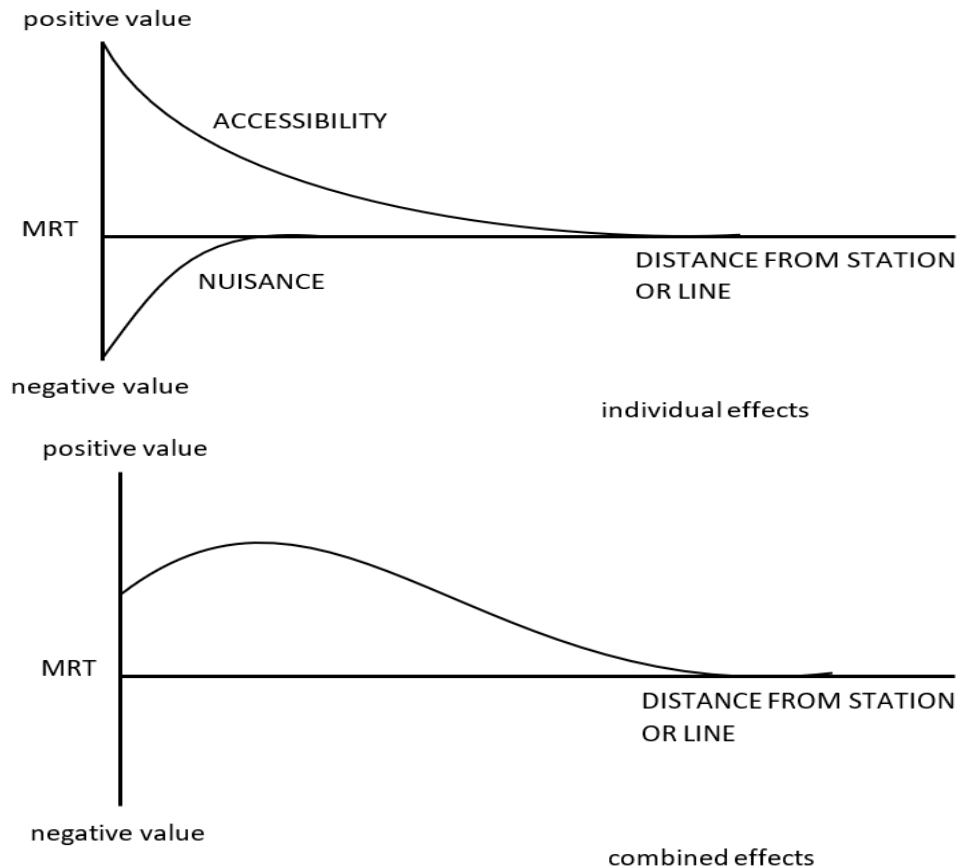 positive value
ACCESSIBILITY
MRT
DISTANCE FROM STATION
OR LINE
NUISANCE
negative value
individual effects
positive value
MRT
DISTANCE FROM STATION
OR LINE
negative value
combined effects